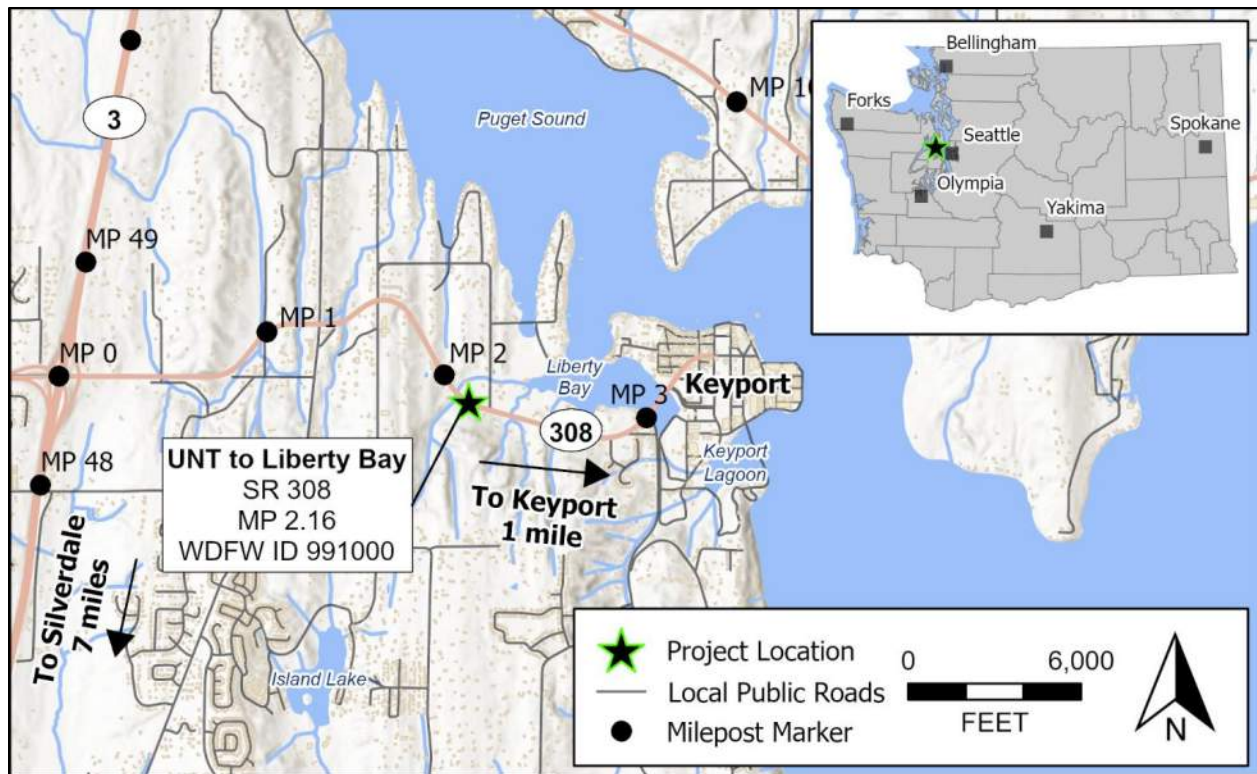 3
Puget Sound
MP 10
MP 49
MP 1
MP 0
MP 2
Liberty
Bay
MP 3
Keyport
308
MP 48
UNT to Liberty Bay
SR 308
MP 2.16
WDFW ID 991000
To Keyport
1 mile
Keyport
Lagoon
To Silverdale
7 miles
Island Lake
Bellingham
Forks
Seattle
Spokane
Olympia
Yakima
Project Location
Local Public Roads
Milepost Marker
0 6,000
FEET
N